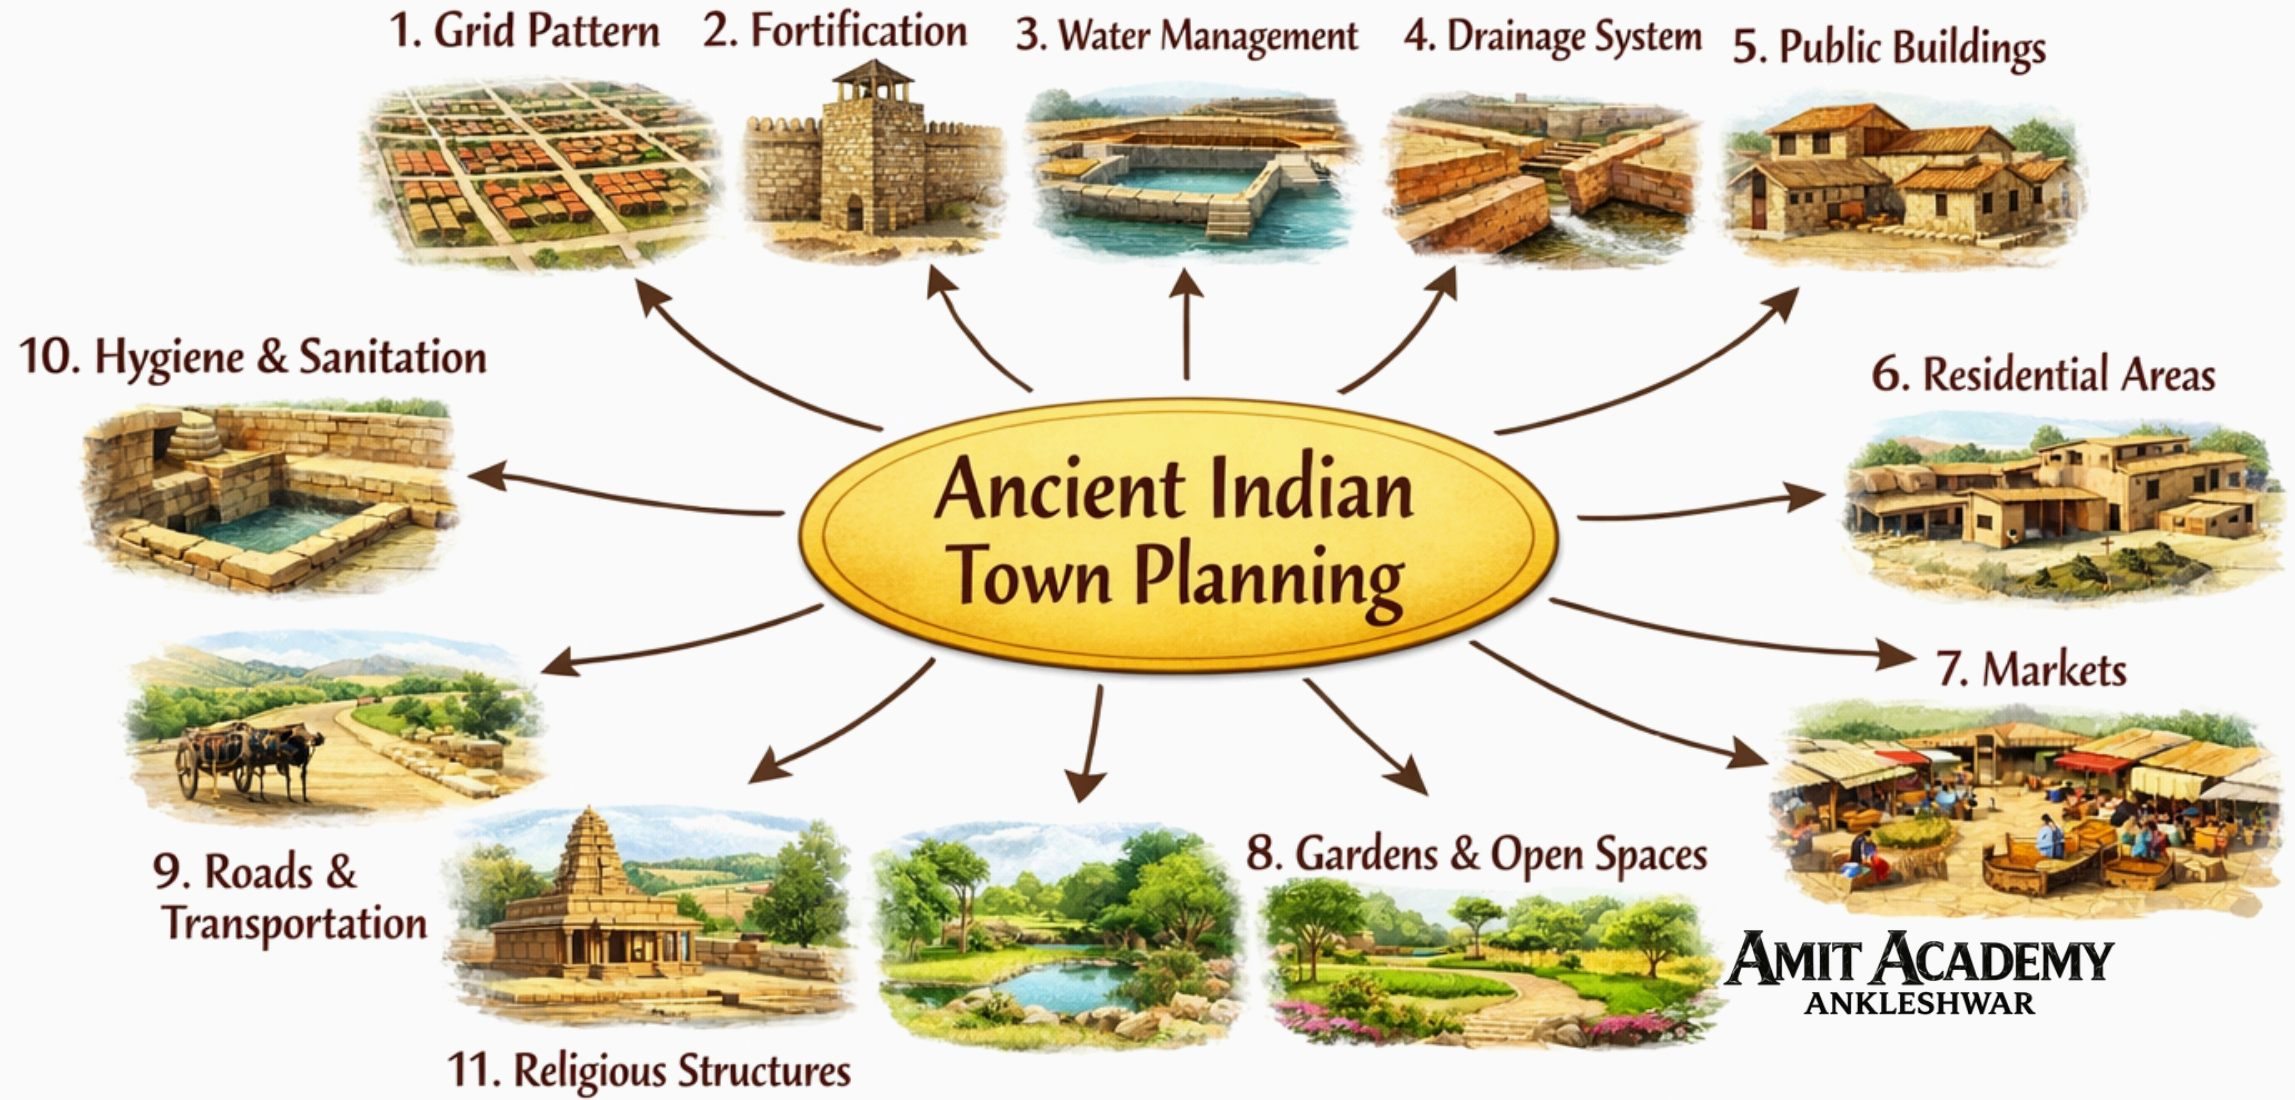 1. Grid Pattern
2. Fortification
3. Water Management
4. Drainage System
5. Public Buildings
10. Hygiene & Sanitation
6. Residential Areas
Ancient Indian
Town Planning
7. Markets
8. Gardens & Open Spaces
9. Roads &
Transportation
AMIT ACADEMY
ANKLESHWAR
11. Religious Structures